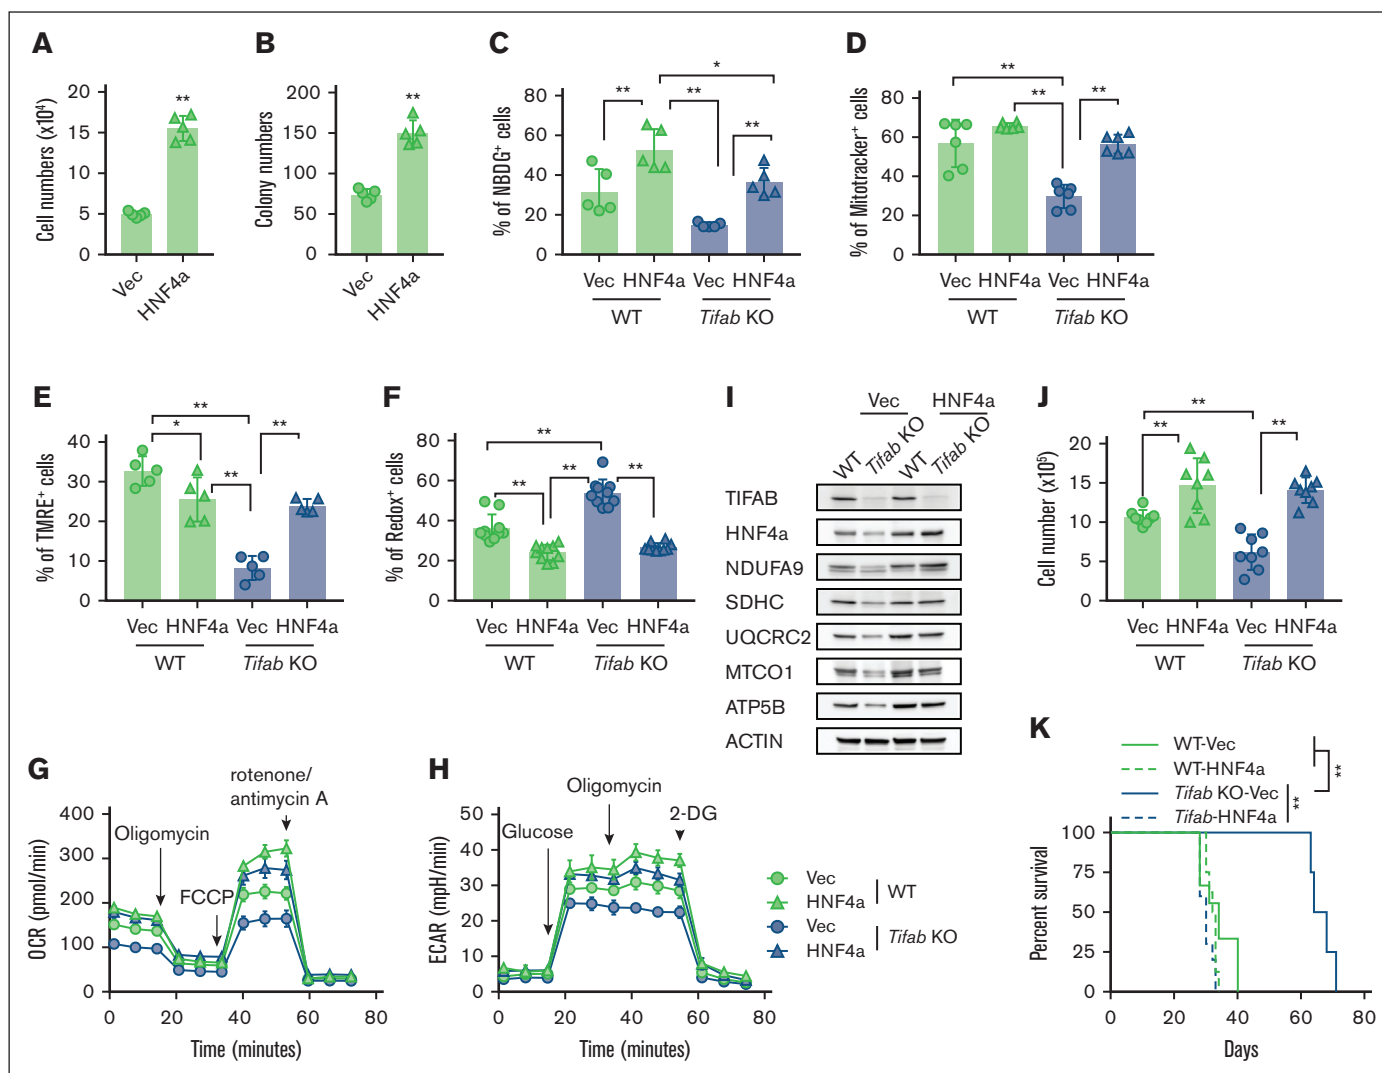 A
Cell numbers (x10⁴)
20
15
10
5
0
**
Vec
HNF4a
B
Colony numbers
200
150
100
50
0
**
Vec
HNF4a
C
% of NBDG⁺ cells
80
60
40
20
0
*
**
**
**
Vec HNF4a Vec HNF4a
WT
Tifab KO
D
% of Mitotracker⁺ cells
80
60
40
20
0
**
**
**
Vec HNF4a Vec HNF4a
WT
Tifab KO
E
% of TMRE⁺ cells
40
30
20
10
0
**
*
**
**
Vec HNF4a Vec HNF4a
WT
Tifab KO
F
% of Redox⁺ cells
80
60
40
20
0
**
**
**
**
Vec HNF4a Vec HNF4a
WT
Tifab KO
I
Vec
HNF4a
WT
Tifab KO
WT
Tifab KO
TIFAB
HNF4a
NDUFA9
SDHC
UQCRC2
MTCO1
ATP5B
ACTIN
J
Cell number (x10⁵)
20
15
10
5
0
**
**
**
Vec HNF4a Vec HNF4a
WT
Tifab KO
G
OCR (pmol/min)
400
300
200
100
0
Oligomycin
FCCP
rotenone/
antimycin A
0 20 40 60 80
Time (minutes)
H
ECAR (mpH/min)
50
40
30
20
10
0
Glucose
Oligomycin
2-DG
0 20 40 60 80
Time (minutes)
Vec
HNF4a
WT
Vec
HNF4a
Tifab KO
K
WT-Vec
WT-HNF4a
Tifab KO-Vec
Tifab-HNF4a
**
**
Percent survival
100
75
50
25
0
0 20 40 60 80
Days